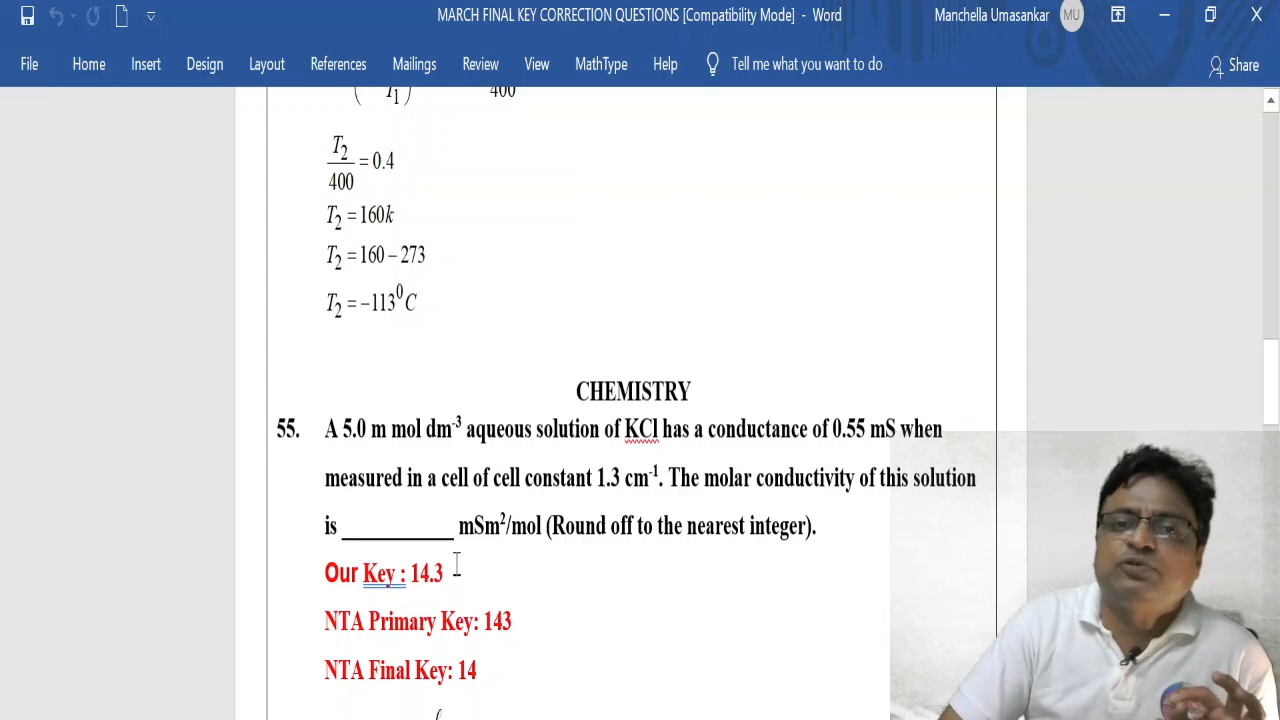 MARCH FINAL KEY CORRECTION QUESTIONS [Compatibility Mode] - Word
Manchella Umasankar MU
File Home Insert Design Layout References Mailings Review View MathType Help Tell me what you want to do Share
T1 400
T2/400 = 0.4
T2 = 160k
T2 = 160 – 273
T2 = –113⁰C
CHEMISTRY
55. A 5.0 m mol dm⁻³ aqueous solution of KCl has a conductance of 0.55 mS when
measured in a cell of cell constant 1.3 cm⁻¹. The molar conductivity of this solution
is __________ mSm²/mol (Round off to the nearest integer).
Our Key : 14.3
NTA Primary Key: 143
NTA Final Key: 14